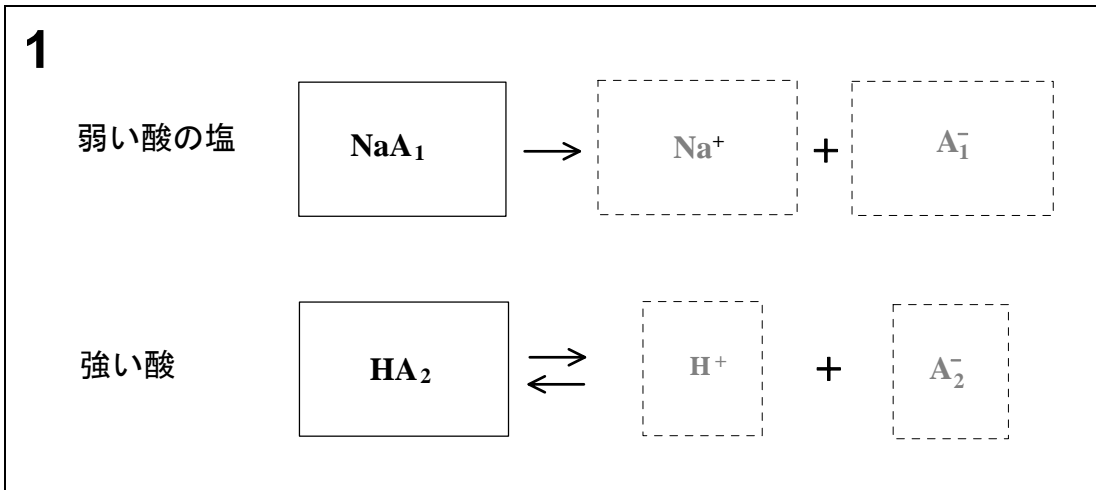 1
弱い酸の塩 NaA₁ → Na⁺ + A₁⁻
強い酸 HA₂ ⇄ H⁺ + A₂⁻